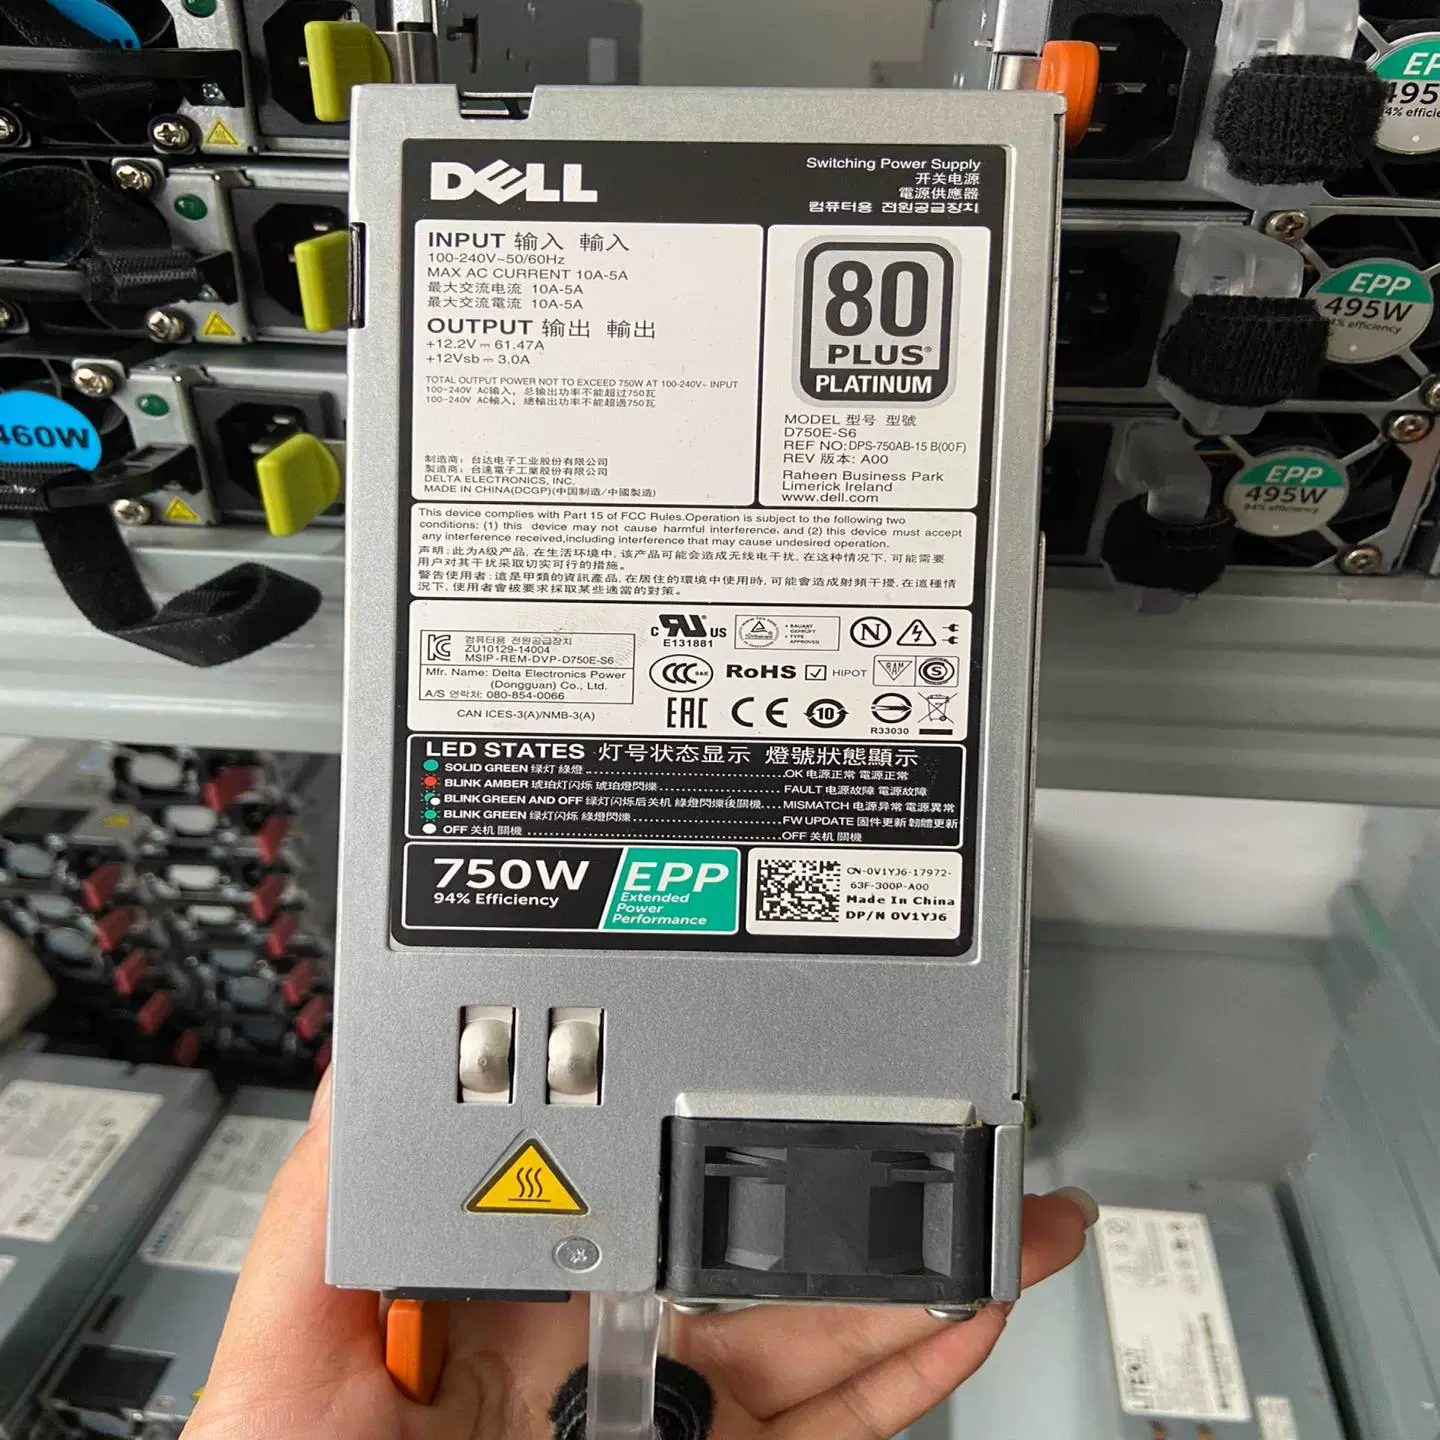 DELL
Switching Power Supply
开关电源
電源供應器
컴퓨터용 전원공급장치
INPUT 输入 輸入
100-240V~50/60Hz
MAX AC CURRENT 10A-5A
最大交流电流 10A-5A
最大交流電流 10A-5A
OUTPUT 输出 輸出
+12.2V⎓61.47A
+12Vsb⎓3.0A
TOTAL OUTPUT POWER NOT TO EXCEED 750W AT 100-240V~ INPUT
100-240V AC输入，总输出功率不能超过750瓦
100-240V AC輸入，總輸出功率不能超過750瓦
制造商：台达电子工业股份有限公司
製造商：台達電子工業股份有限公司
DELTA ELECTRONICS, INC.
MADE IN CHINA(DCGP)(中国制造/中國製造)
80
PLUS®
PLATINUM
MODEL 型号 型號
D750E-S6
REF NO:DPS-750AB-15 B(00F)
REV 版本: A00
Raheen Business Park
Limerick Ireland
www.dell.com
This device complies with Part 15 of FCC Rules.Operation is subject to the following two
conditions: (1) this device may not cause harmful interference, and (2) this device must accept
any interference received,including interference that may cause undesired operation.
声明: 此为A级产品, 在生活环境中, 该产品可能会造成无线电干扰, 在这种情况下, 可能需要
用户对其干扰采取切实可行的措施。
警告使用者: 這是甲類的資訊產品, 在居住的環境中使用時, 可能會造成射頻干擾, 在這種情
況下, 使用者會被要求採取某些適當的對策。
컴퓨터용 전원공급장치
ZU10129-14004
MSIP-REM-DVP-D750E-S6
Mfr. Name: Delta Electronics Power
(Dongguan) Co., Ltd.
A/S 연락처: 080-854-0066
CAN ICES-3(A)/NMB-3(A)
c RU US
E131881
BAUART
GEPRÜFT
TYPE
APPROVED
N
CCC S&E
RoHS
HIPOT
S
EAC
CE
10
R33030
LED STATES 灯号状态显示 燈號狀態顯示
SOLID GREEN 绿灯 綠燈 OK 电源正常 電源正常
BLINK AMBER 琥珀灯闪烁 琥珀燈閃爍 FAULT 电源故障 電源故障
BLINK GREEN AND OFF 绿灯闪烁后关机 綠燈閃爍後關機 MISMATCH 电源异常 電源異常
BLINK GREEN 绿灯闪烁 綠燈閃爍 FW UPDATE 固件更新 韌體更新
OFF 关机 關機 OFF 关机 關機
750W
94% Efficiency
EPP
Extended
Power
Performance
CN-0V1YJ6-17972-
63F-300P-A00
Made In China
DP/N 0V1YJ6
460W
EPP
495W
94% efficiency
EPP
495W
94% efficiency